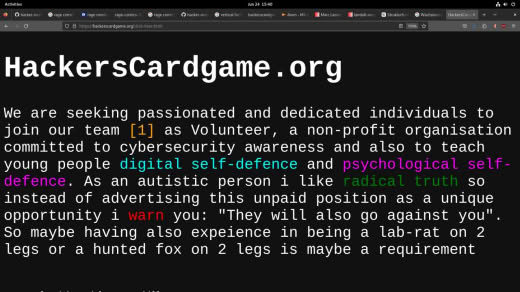 Activities
Jun 24 15:40
https://hackerscardgame.org
HackersCardgame.org
We are seeking passionated and dedicated individuals to
join our team [1] as Volunteer, a non-profit organisation
committed to cybersecurity awareness and also to teach
young people digital self-defence and psychological self-
defence. As an autistic person i like radical truth so
instead of advertising this unpaid position as a unique
opportunity i warn you: "They will also go against you".
So maybe having also expeience in being a lab-rat on 2
legs or a hunted fox on 2 legs is maybe a requirement